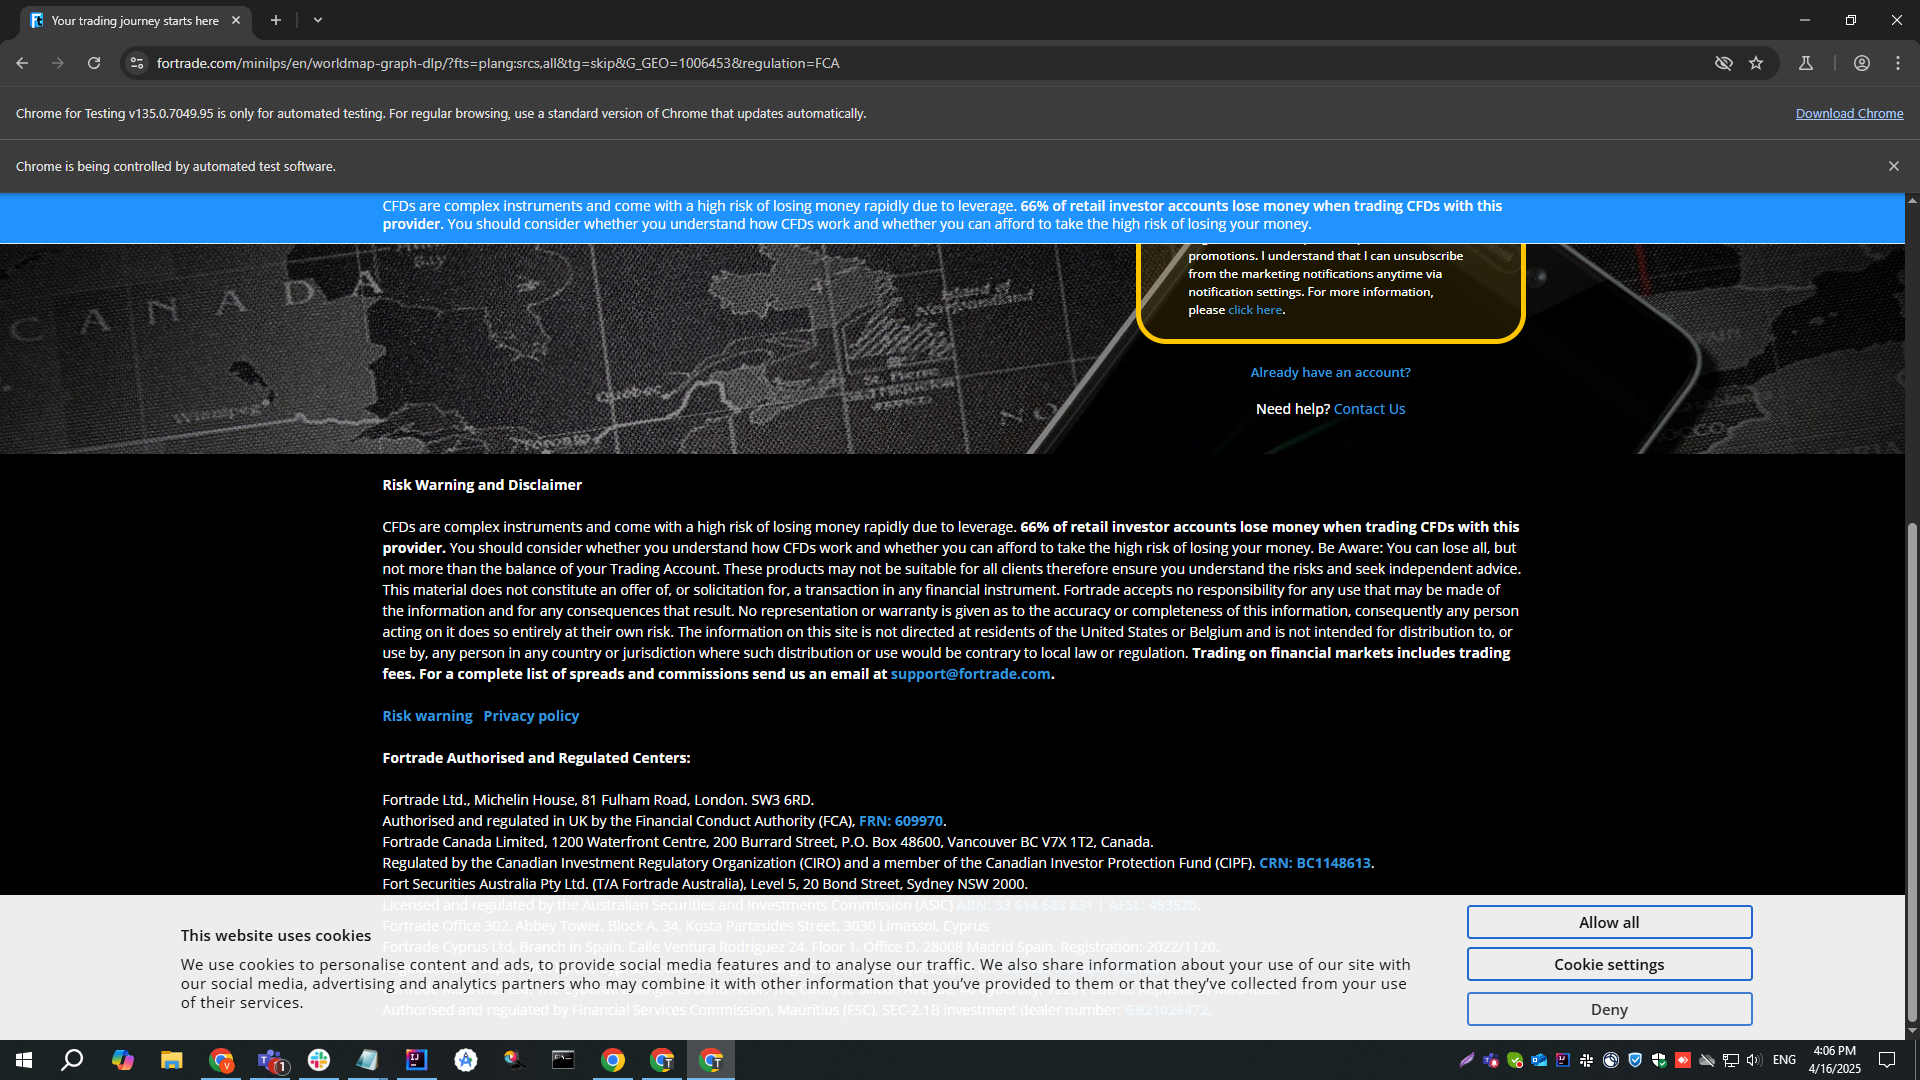 Your trading journey starts here
fortrade.com/minilps/en/worldmap-graph-dlp/?fts=plang:srcs,all&tg=skip&G_GEO=1006453&regulation=FCA
Chrome for Testing v135.0.7049.95 is only for automated testing. For regular browsing, use a standard version of Chrome that updates automatically.
Download Chrome
Chrome is being controlled by automated test software.
CFDs are complex instruments and come with a high risk of losing money rapidly due to leverage. 66% of retail investor accounts lose money when trading CFDs with this
provider. You should consider whether you understand how CFDs work and whether you can afford to take the high risk of losing your money.
promotions. I understand that I can unsubscribe
from the marketing notifications anytime via
notification settings. For more information,
please click here.
CANADA
Bay
Island of
Newfoundland
St. Pierre
Québec
Winnipeg
Toronto
NO
Already have an account?
Need help? Contact Us
Risk Warning and Disclaimer
CFDs are complex instruments and come with a high risk of losing money rapidly due to leverage. 66% of retail investor accounts lose money when trading CFDs with this
provider. You should consider whether you understand how CFDs work and whether you can afford to take the high risk of losing your money. Be Aware: You can lose all, but
not more than the balance of your Trading Account. These products may not be suitable for all clients therefore ensure you understand the risks and seek independent advice.
This material does not constitute an offer of, or solicitation for, a transaction in any financial instrument. Fortrade accepts no responsibility for any use that may be made of
the information and for any consequences that result. No representation or warranty is given as to the accuracy or completeness of this information, consequently any person
acting on it does so entirely at their own risk. The information on this site is not directed at residents of the United States or Belgium and is not intended for distribution to, or
use by, any person in any country or jurisdiction where such distribution or use would be contrary to local law or regulation. Trading on financial markets includes trading
fees. For a complete list of spreads and commissions send us an email at support@fortrade.com.
Risk warning Privacy policy
Fortrade Authorised and Regulated Centers:
Fortrade Ltd., Michelin House, 81 Fulham Road, London. SW3 6RD.
Authorised and regulated in UK by the Financial Conduct Authority (FCA), FRN: 609970.
Fortrade Canada Limited, 1200 Waterfront Centre, 200 Burrard Street, P.O. Box 48600, Vancouver BC V7X 1T2, Canada.
Regulated by the Canadian Investment Regulatory Organization (CIRO) and a member of the Canadian Investor Protection Fund (CIPF). CRN: BC1148613.
Fort Securities Australia Pty Ltd. (T/A Fortrade Australia), Level 5, 20 Bond Street, Sydney NSW 2000.
Licensed and regulated by the Australian Securities and Investments Commission (ASIC) ABN: 33 614 683 831 | AFSL: 493520.
Fortrade Office 302, Abbey Tower, Block A, 34, Kosta Partasides Street, 3030 Limassol, Cyprus
Fortrade Cyprus Ltd, Branch in Spain, Calle Ventura Rodriguez 24, Floor 1, Office D, 28008 Madrid Spain, Registration: 2022/1120.
Authorised and regulated by Financial Services Commission, Mauritius (FSC), SEC-2.1B investment dealer number: GB21026472.
This website uses cookies
We use cookies to personalise content and ads, to provide social media features and to analyse our traffic. We also share information about your use of our site with
our social media, advertising and analytics partners who may combine it with other information that you've provided to them or that they've collected from your use
of their services.
Allow all
Cookie settings
Deny
ENG
4:06 PM
4/16/2025